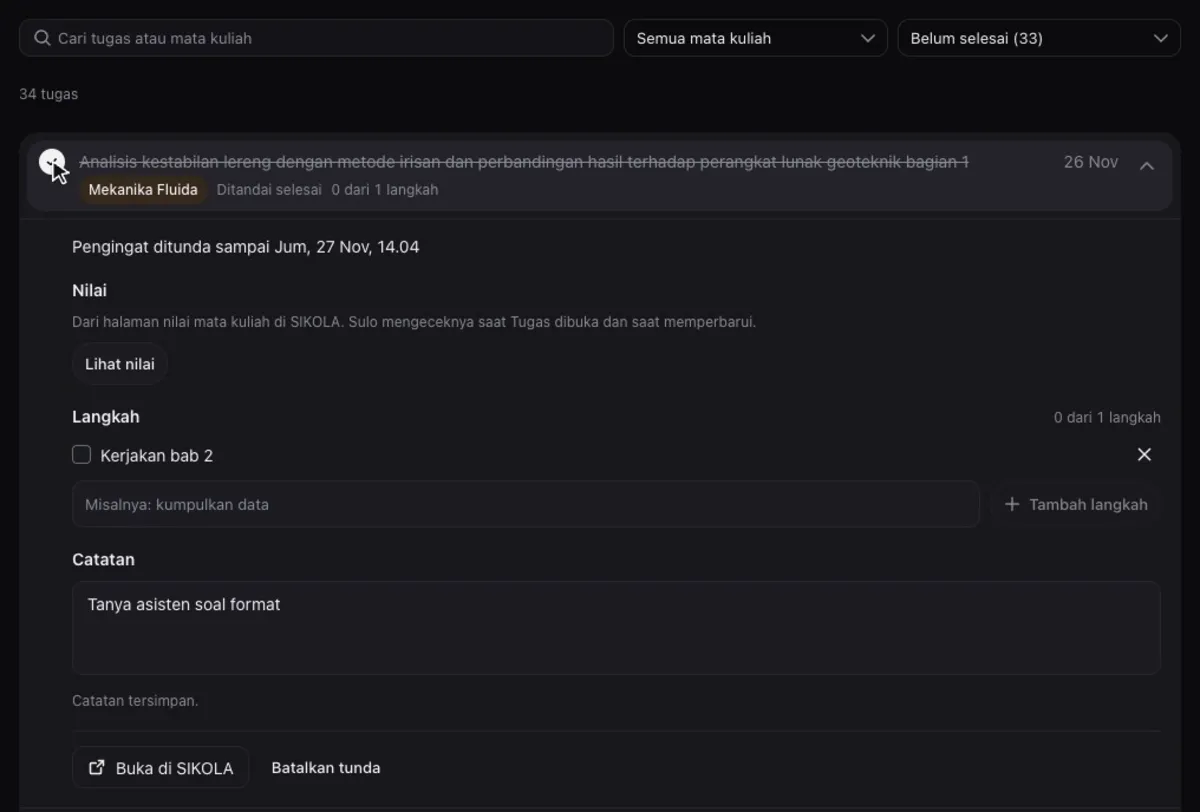 Cari tugas atau mata kuliah
Semua mata kuliah
Belum selesai (33)
34 tugas
Analisis kestabilan lereng dengan metode irisan dan perbandingan hasil terhadap perangkat lunak geoteknik bagian 1
26 Nov
Mekanika Fluida
Ditandai selesai
0 dari 1 langkah
Pengingat ditunda sampai Jum, 27 Nov, 14.04
Nilai
Dari halaman nilai mata kuliah di SIKOLA. Sulo mengeceknya saat Tugas dibuka dan saat memperbarui.
Lihat nilai
Langkah
0 dari 1 langkah
Kerjakan bab 2
Misalnya: kumpulkan data
Tambah langkah
Catatan
Tanya asisten soal format
Catatan tersimpan.
Buka di SIKOLA
Batalkan tunda